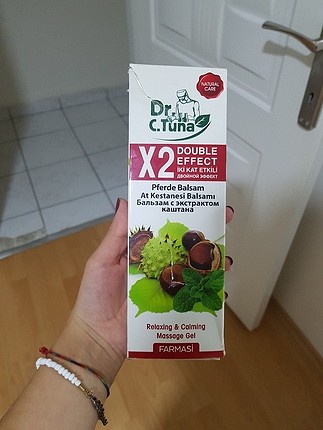 NATURAL
CARE
Dr.
C.Tuna
X2 DOUBLE
EFFECT
İKİ KAT ETKİLİ
ДВОЙНОЙ ЭФФЕКТ
Pferde Balsam
At Kestanesi Balsamı
Бальзам с экстрактом
каштана
Relaxing & Calming
Massage Gel
FARMASİ